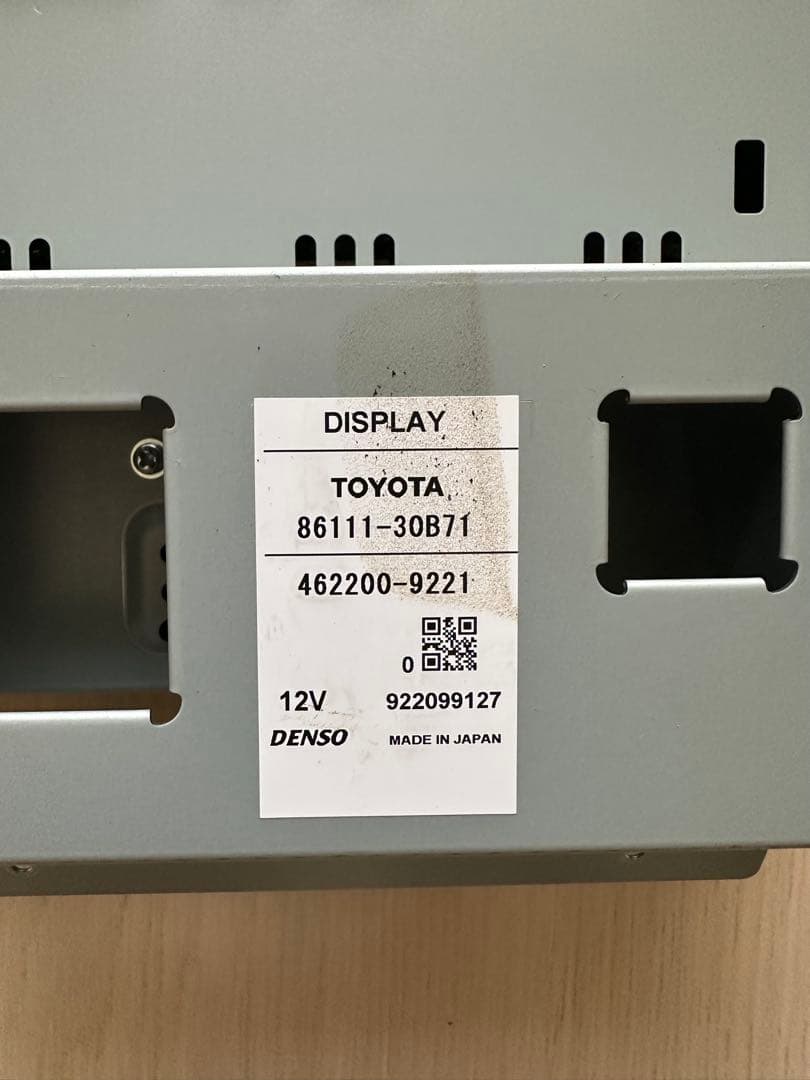 DISPLAY
TOYOTA
86111-30B71
462200-9221
0
12V 922099127
DENSO MADE IN JAPAN